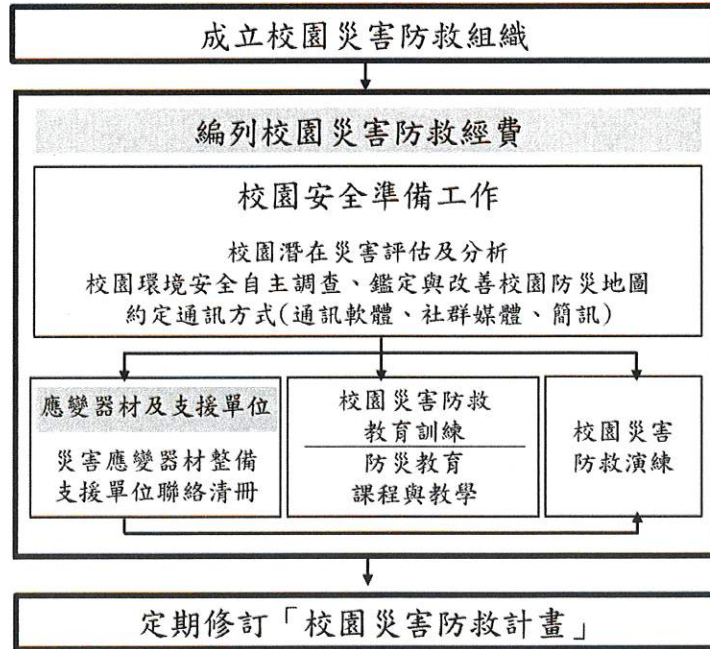 成立校園災害防救組織
編列校園災害防救經費
校園安全準備工作
校園潛在災害評估及分析
校園環境安全自主調查、鑑定與改善校園防災地圖
約定通訊方式(通訊軟體、社群媒體、簡訊)
應變器材及支援單位
災害應變器材整備
支援單位聯絡清冊
校園災害防救
教育訓練
防災教育
課程與教學
校園災害
防救演練
定期修訂「校園災害防救計畫」